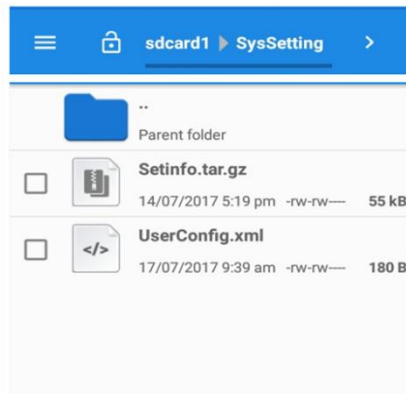 sdcard1 SysSetting
..
Parent folder
Setinfo.tar.gz
14/07/2017 5:19 pm -rw-rw---- 55 kB
UserConfig.xml
17/07/2017 9:39 am -rw-rw---- 180 B